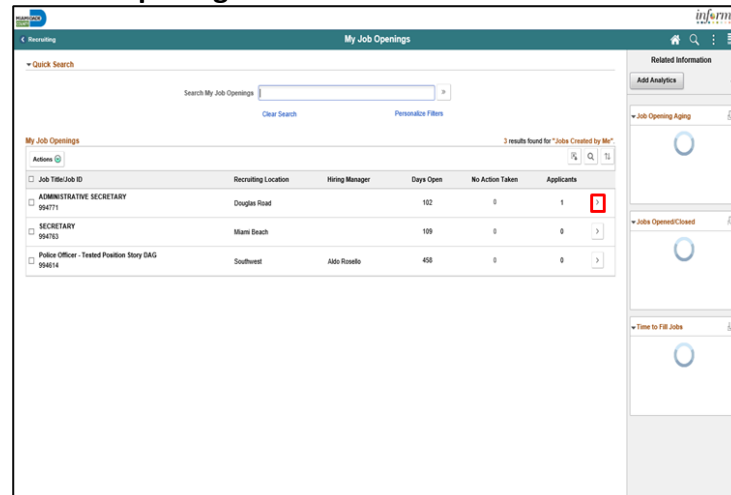 MIAMI-DADE
COUNTY
inform
Recruiting
My Job Openings
Quick Search
Search My Job Openings
Clear Search
Personalize Filters
My Job Openings
3 results found for "Jobs Created by Me".
Actions
Job Title/Job ID Recruiting Location Hiring Manager Days Open No Action Taken Applicants
ADMINISTRATIVE SECRETARY
994771 Douglas Road 102 0 1
SECRETARY
994763 Miami Beach 109 0 0
Police Officer - Tested Position Story DAG
994614 Southwest Aldo Rosello 458 0 0
Related Information
Add Analytics
Job Opening Aging
Jobs Opened/Closed
Time to Fill Jobs